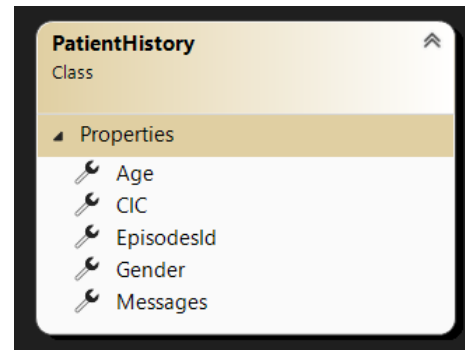 PatientHistory
Class
Properties
Age
CIC
EpisodesId
Gender
Messages